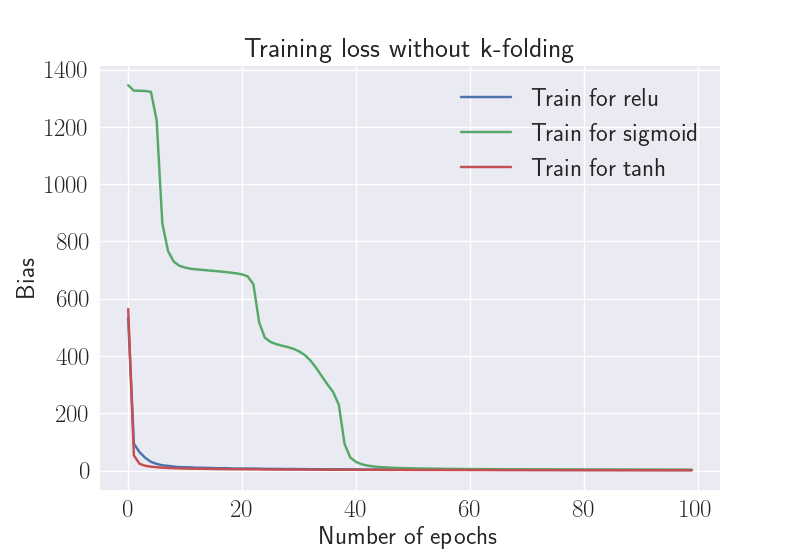 Training loss without k-folding
1400
1200
1000
800
600
400
200
0
Bias
Train for relu
Train for sigmoid
Train for tanh
0 20 40 60 80 100
Number of epochs